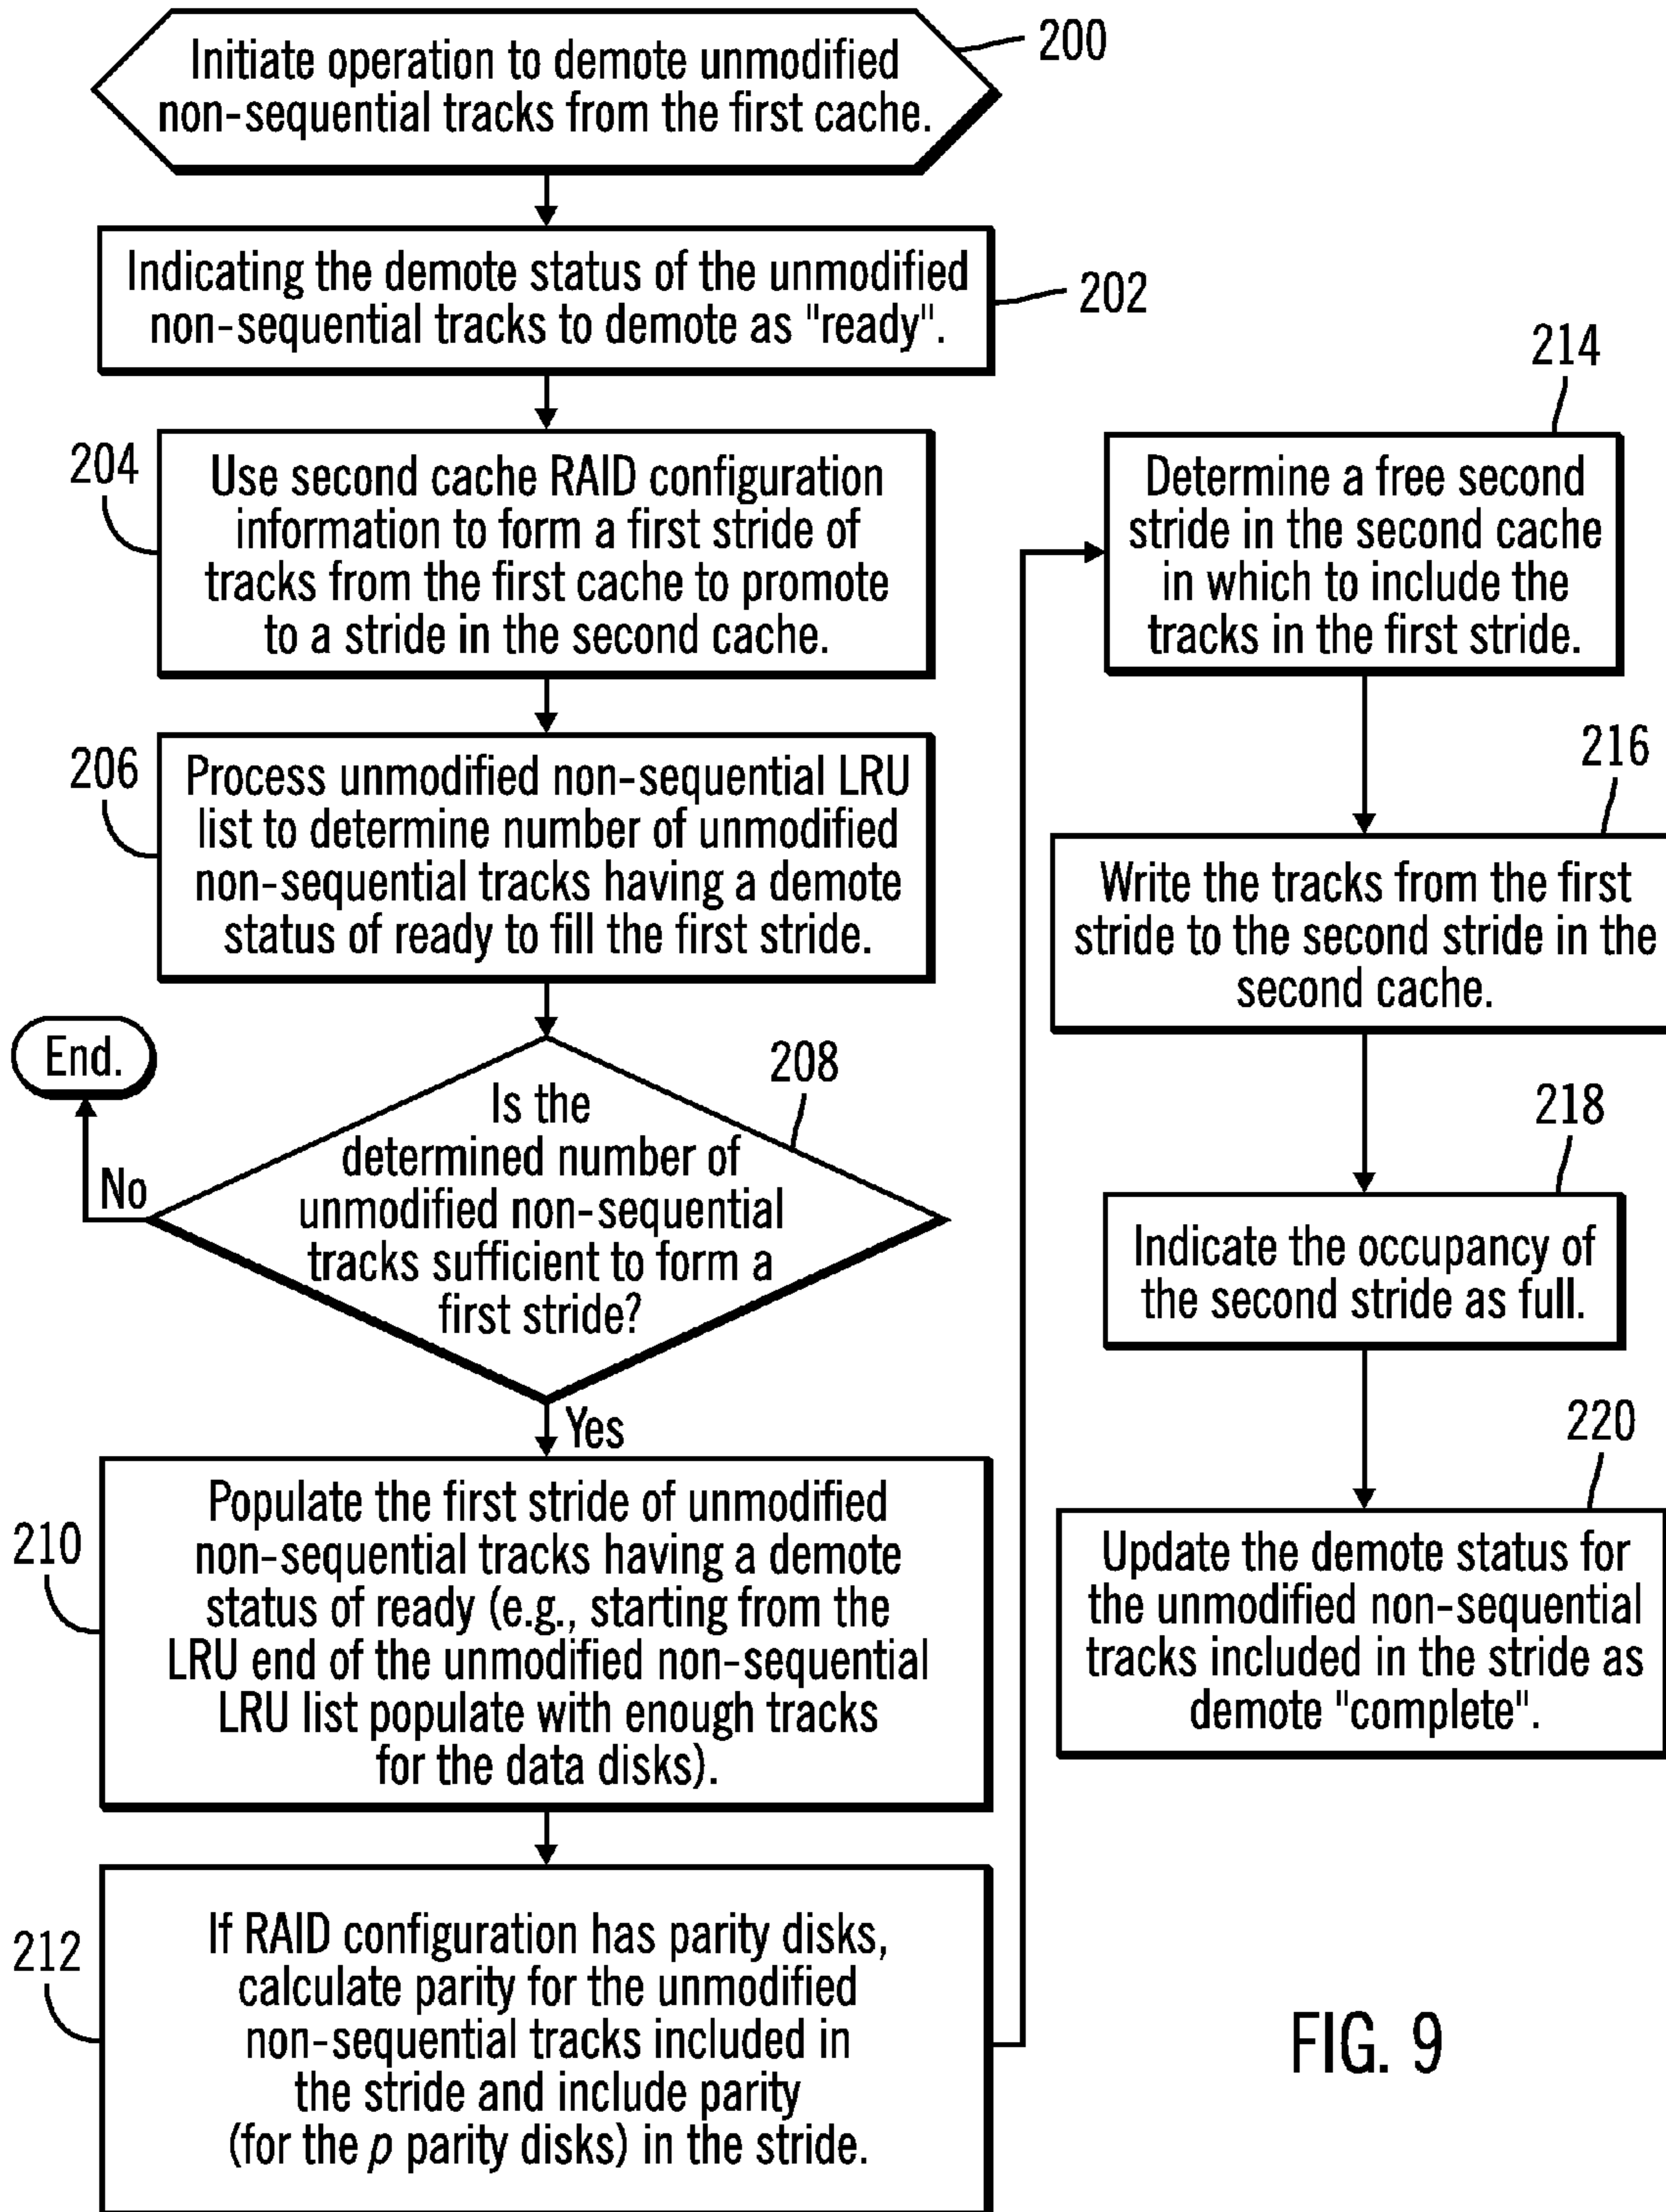 Initiate operation to demote unmodified
non-sequential tracks from the first cache.
200
Indicating the demote status of the unmodified
non-sequential tracks to demote as "ready".
202
204
Use second cache RAID configuration
information to form a first stride of
tracks from the first cache to promote
to a stride in the second cache.
206
Process unmodified non-sequential LRU
list to determine number of unmodified
non-sequential tracks having a demote
status of ready to fill the first stride.
End.
208
Is the
determined number of
unmodified non-sequential
tracks sufficient to form a
first stride?
No
Yes
210
Populate the first stride of unmodified
non-sequential tracks having a demote
status of ready (e.g., starting from the
LRU end of the unmodified non-sequential
LRU list populate with enough tracks
for the data disks).
212
If RAID configuration has parity disks,
calculate parity for the unmodified
non-sequential tracks included in
the stride and include parity
(for the p parity disks) in the stride.
214
Determine a free second
stride in the second cache
in which to include the
tracks in the first stride.
216
Write the tracks from the first
stride to the second stride in the
second cache.
218
Indicate the occupancy of
the second stride as full.
220
Update the demote status for
the unmodified non-sequential
tracks included in the stride as
demote "complete".
FIG. 9